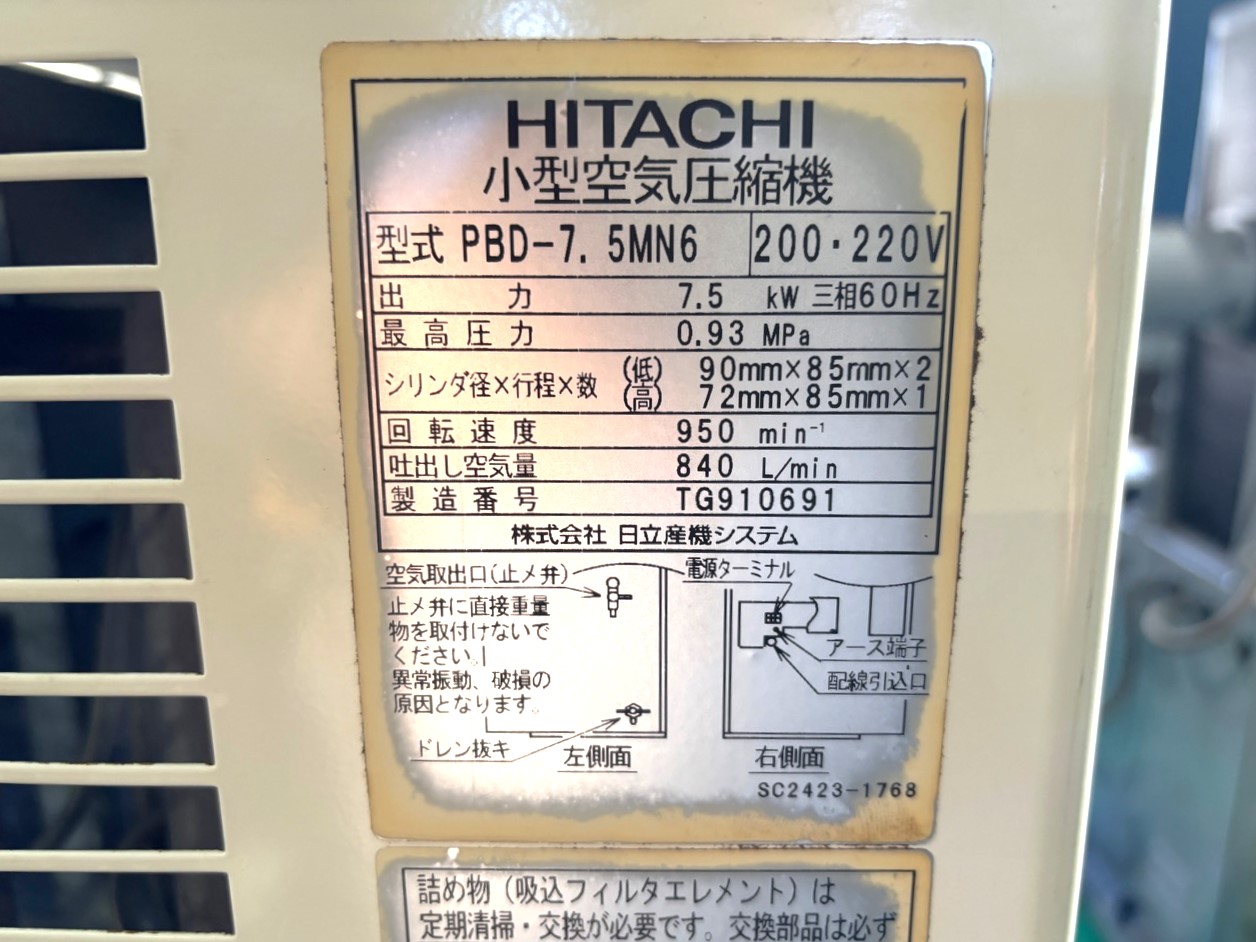 HITACHI
小型空気圧縮機
型式 PBD-7.5MN6 200・220V
出力 7.5 kW 三相60Hz
最高圧力 0.93 MPa
シリンダ径×行程×数 (低) 90mm×85mm×2
(高) 72mm×85mm×1
回転速度 950 min⁻¹
吐出し空気量 840 L/min
製造番号 TG910691
株式会社 日立産機システム
空気取出口(止メ弁)
止メ弁に直接重量
物を取付けないで
ください。
異常振動、破損の
原因となります。
ドレン抜キ
左側面
電源ターミナル
アース端子
配線引込口
右側面
SC2423-1768
詰め物(吸込フィルタエレメント)は
定期清掃・交換が必要です。交換部品は必ず